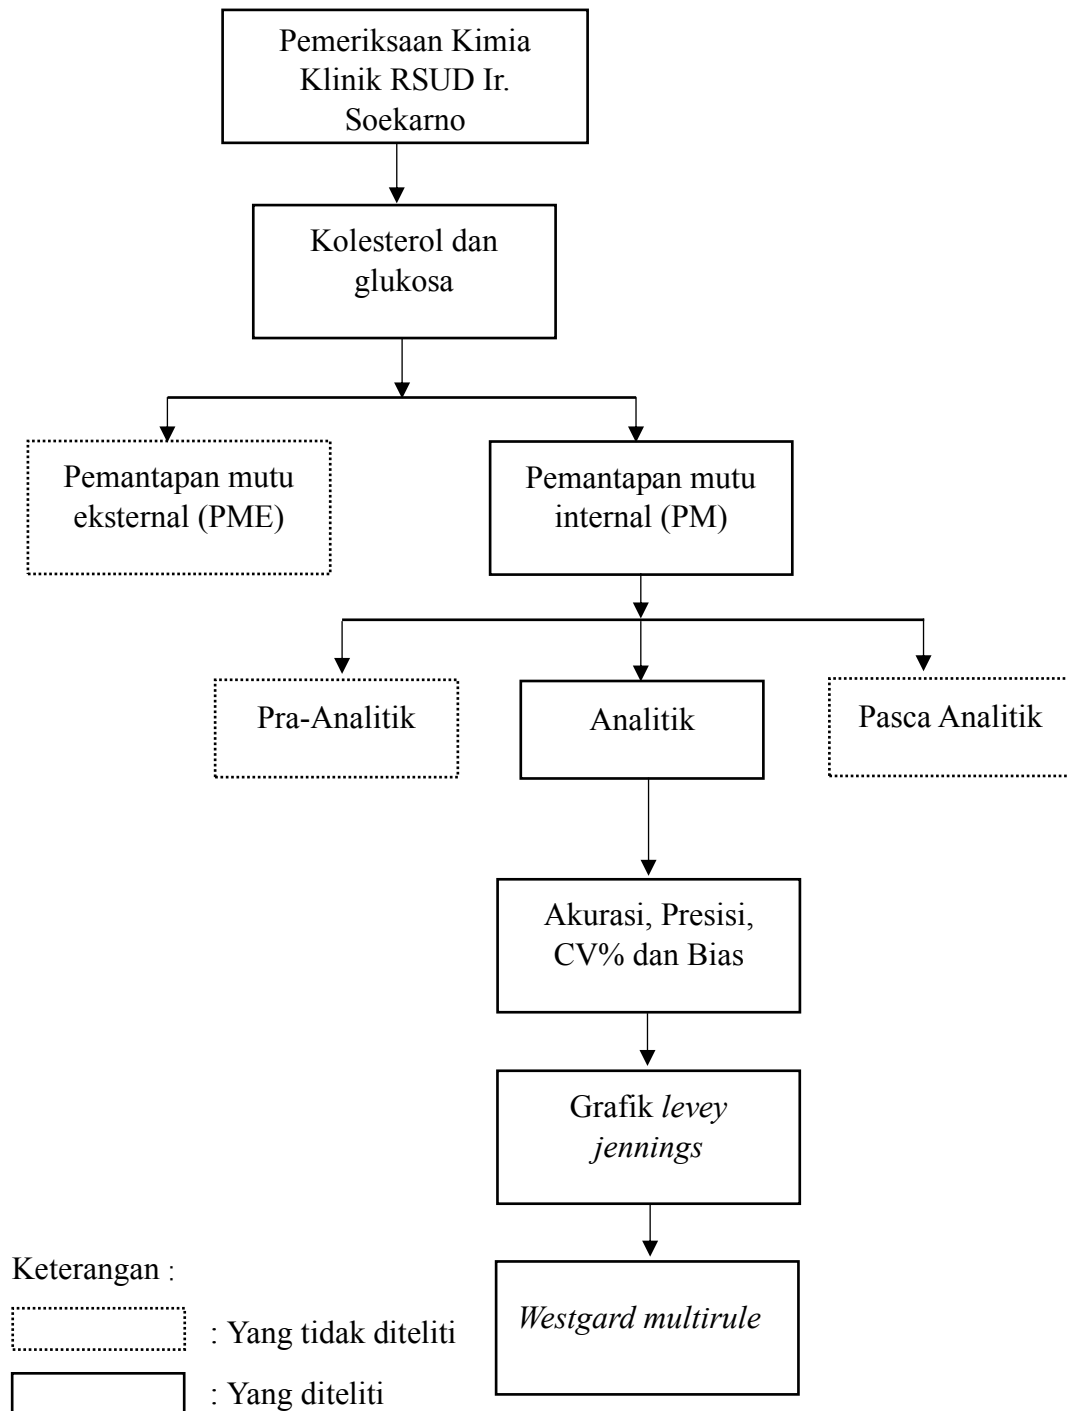 Pemeriksaan Kimia
Klinik RSUD Ir.
Soekarno
Kolesterol dan
glukosa
Pemantapan mutu
eksternal (PME)
Pemantapan mutu
internal (PM)
Pra-Analitik
Analitik
Pasca Analitik
Akurasi, Presisi,
CV% dan Bias
Grafik levey
jennings
Westgard multirule
Keterangan :
: Yang tidak diteliti
: Yang diteliti